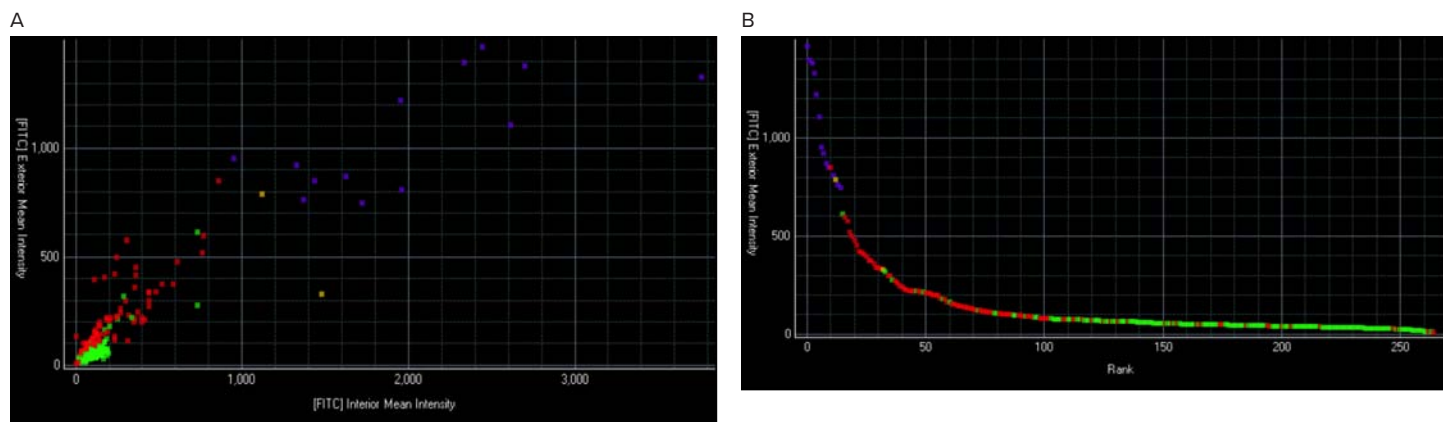 A
[FITC] Exterior Mean Intensity
1,000
500
0
0
1,000
2,000
3,000
[FITC] Interior Mean Intensity
B
[FITC] Exterior Mean Intensity
1,000
500
0
0
50
100
150
200
250
Rank